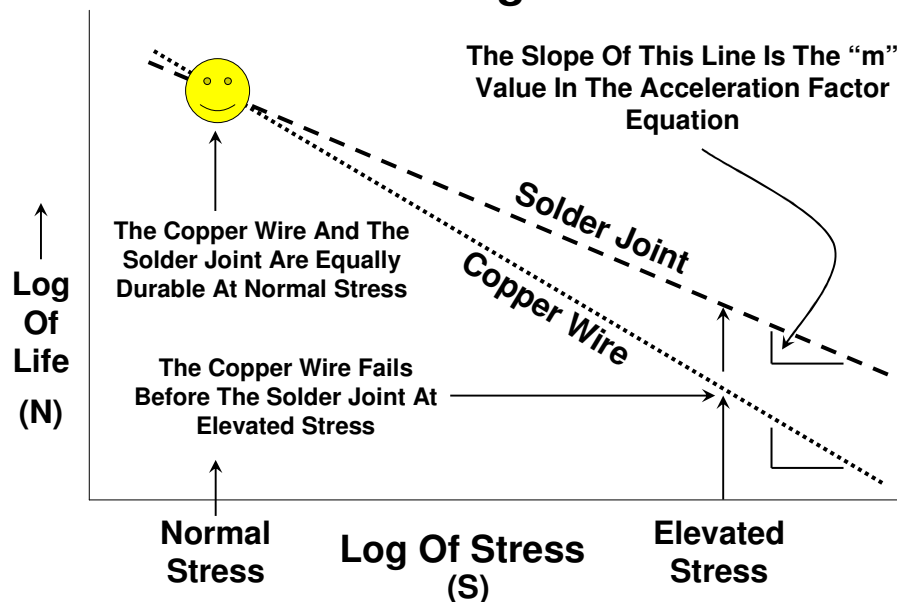 The Slope Of This Line Is The “m”
Value In The Acceleration Factor
Equation
Solder Joint
Copper Wire
The Copper Wire And The
Solder Joint Are Equally
Durable At Normal Stress
Log
Of
Life
(N)
The Copper Wire Fails
Before The Solder Joint At
Elevated Stress
Normal
Stress
Log Of Stress
(S)
Elevated
Stress